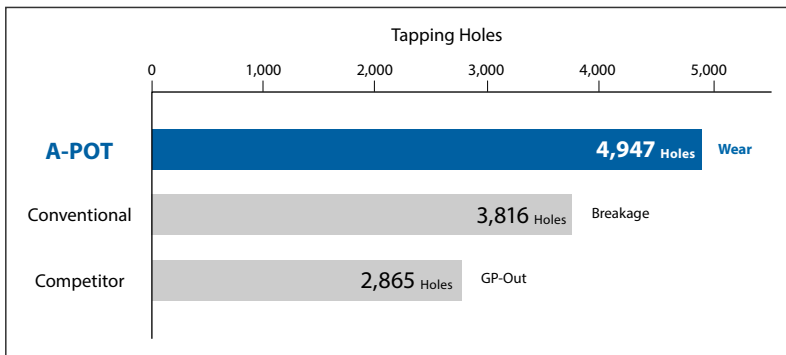 Tapping Holes
0 1,000 2,000 3,000 4,000 5,000
A-POT 4,947 Holes Wear
Conventional 3,816 Holes Breakage
Competitor 2,865 Holes GP-Out